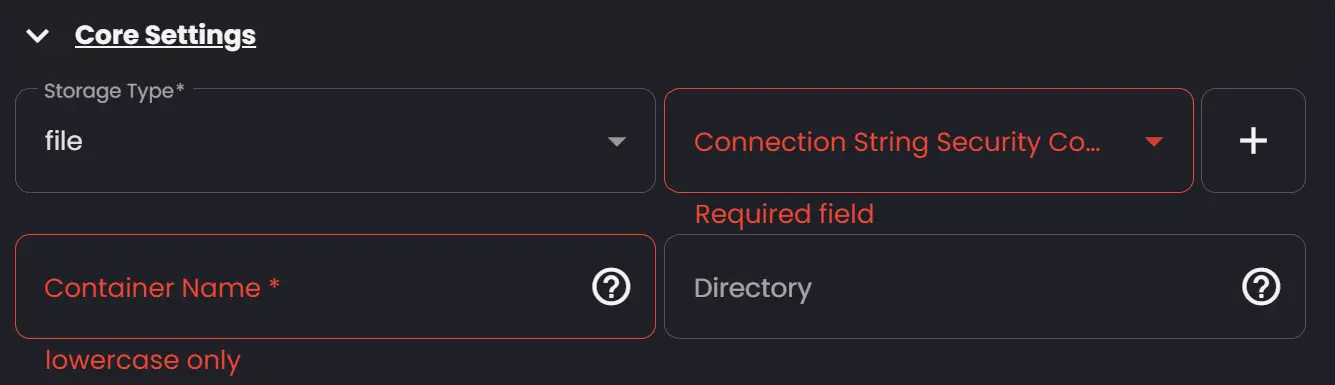 Core Settings
Storage Type*
file
Connection String Security Co...
Required field
Container Name *
Directory
lowercase only